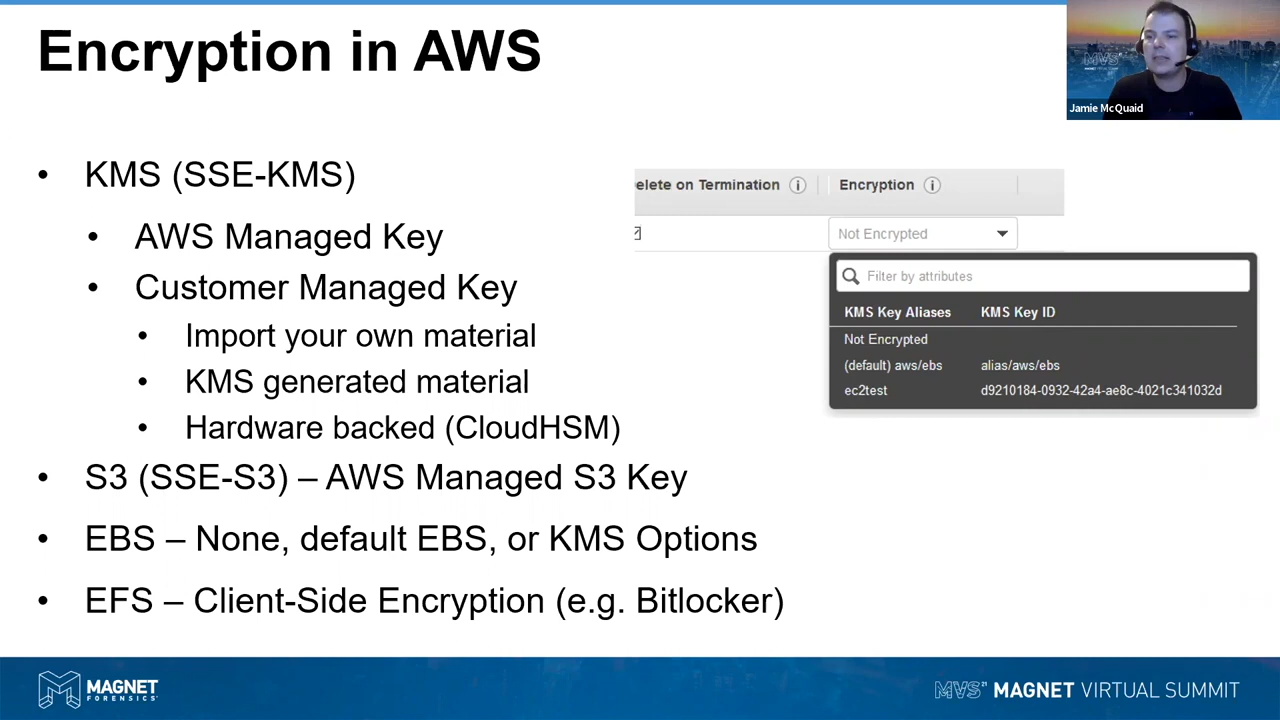 Encryption in AWS
Jamie McQuaid
• KMS (SSE-KMS)
• AWS Managed Key
• Customer Managed Key
• Import your own material
• KMS generated material
• Hardware backed (CloudHSM)
• S3 (SSE-S3) – AWS Managed S3 Key
• EBS – None, default EBS, or KMS Options
• EFS – Client-Side Encryption (e.g. Bitlocker)
elete on Termination i Encryption i
Not Encrypted
Filter by attributes
KMS Key Aliases KMS Key ID
Not Encrypted
(default) aws/ebs alias/aws/ebs
ec2test d9210184-0932-42a4-ae8c-4021c341032d
MAGNET
FORENSICS
MVS21 MAGNET VIRTUAL SUMMIT